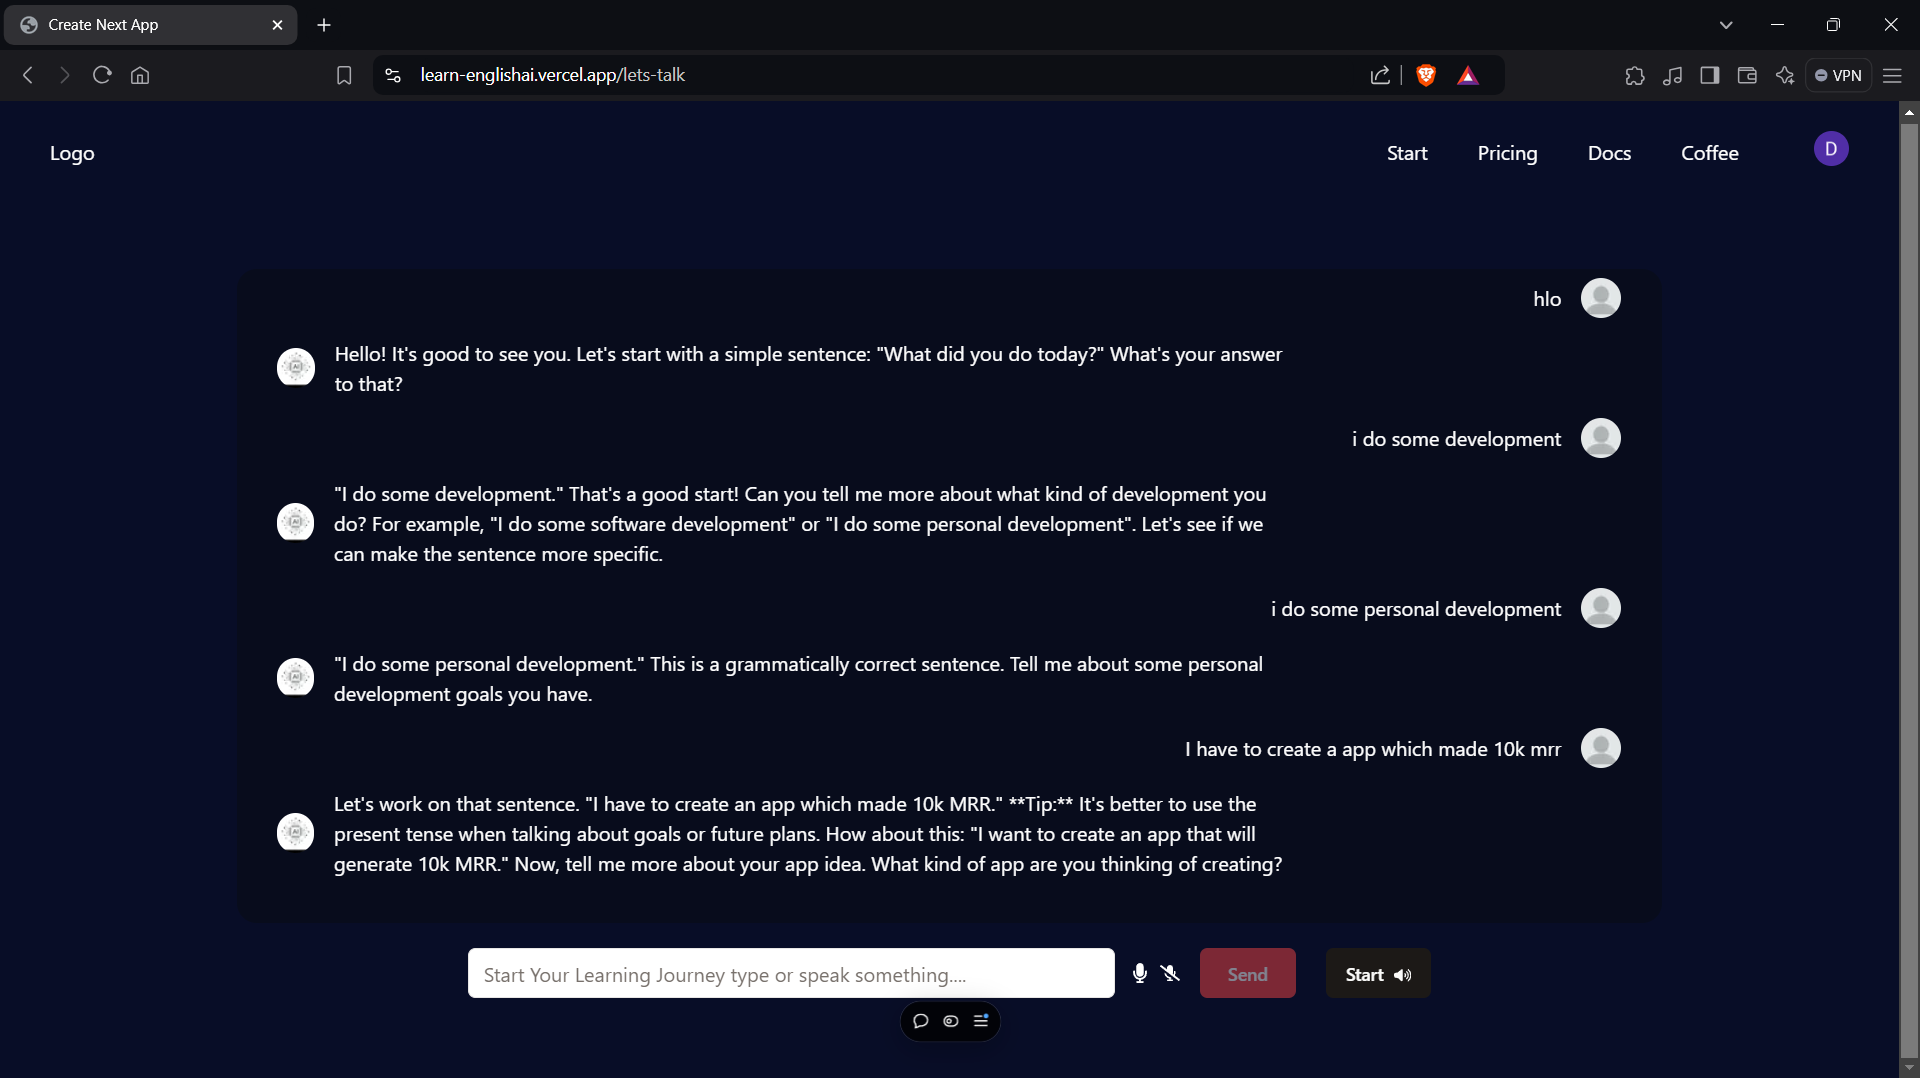 Create Next App
learn-englishai.vercel.app/lets-talk
VPN
Logo
Start
Pricing
Docs
Coffee
D
hlo
Hello! It's good to see you. Let's start with a simple sentence: "What did you do today?" What's your answer
to that?
i do some development
"I do some development." That's a good start! Can you tell me more about what kind of development you
do? For example, "I do some software development" or "I do some personal development". Let's see if we
can make the sentence more specific.
i do some personal development
"I do some personal development." This is a grammatically correct sentence. Tell me about some personal
development goals you have.
I have to create a app which made 10k mrr
Let's work on that sentence. "I have to create an app which made 10k MRR." **Tip:** It's better to use the
present tense when talking about goals or future plans. How about this: "I want to create an app that will
generate 10k MRR." Now, tell me more about your app idea. What kind of app are you thinking of creating?
Start Your Learning Journey type or speak something....
Send
Start